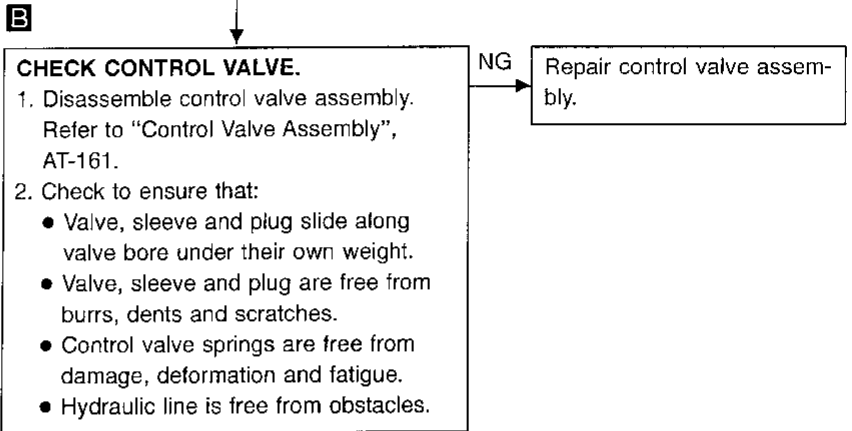 B
CHECK CONTROL VALVE.
1. Disassemble control valve assembly.
Refer to “Control Valve Assembly”,
AT-161.
2. Check to ensure that:
● Valve, sleeve and plug slide along
valve bore under their own weight.
● Valve, sleeve and plug are free from
burrs, dents and scratches.
● Control valve springs are free from
damage, deformation and fatigue.
● Hydraulic line is free from obstacles.
NG
Repair control valve assem-
bly.